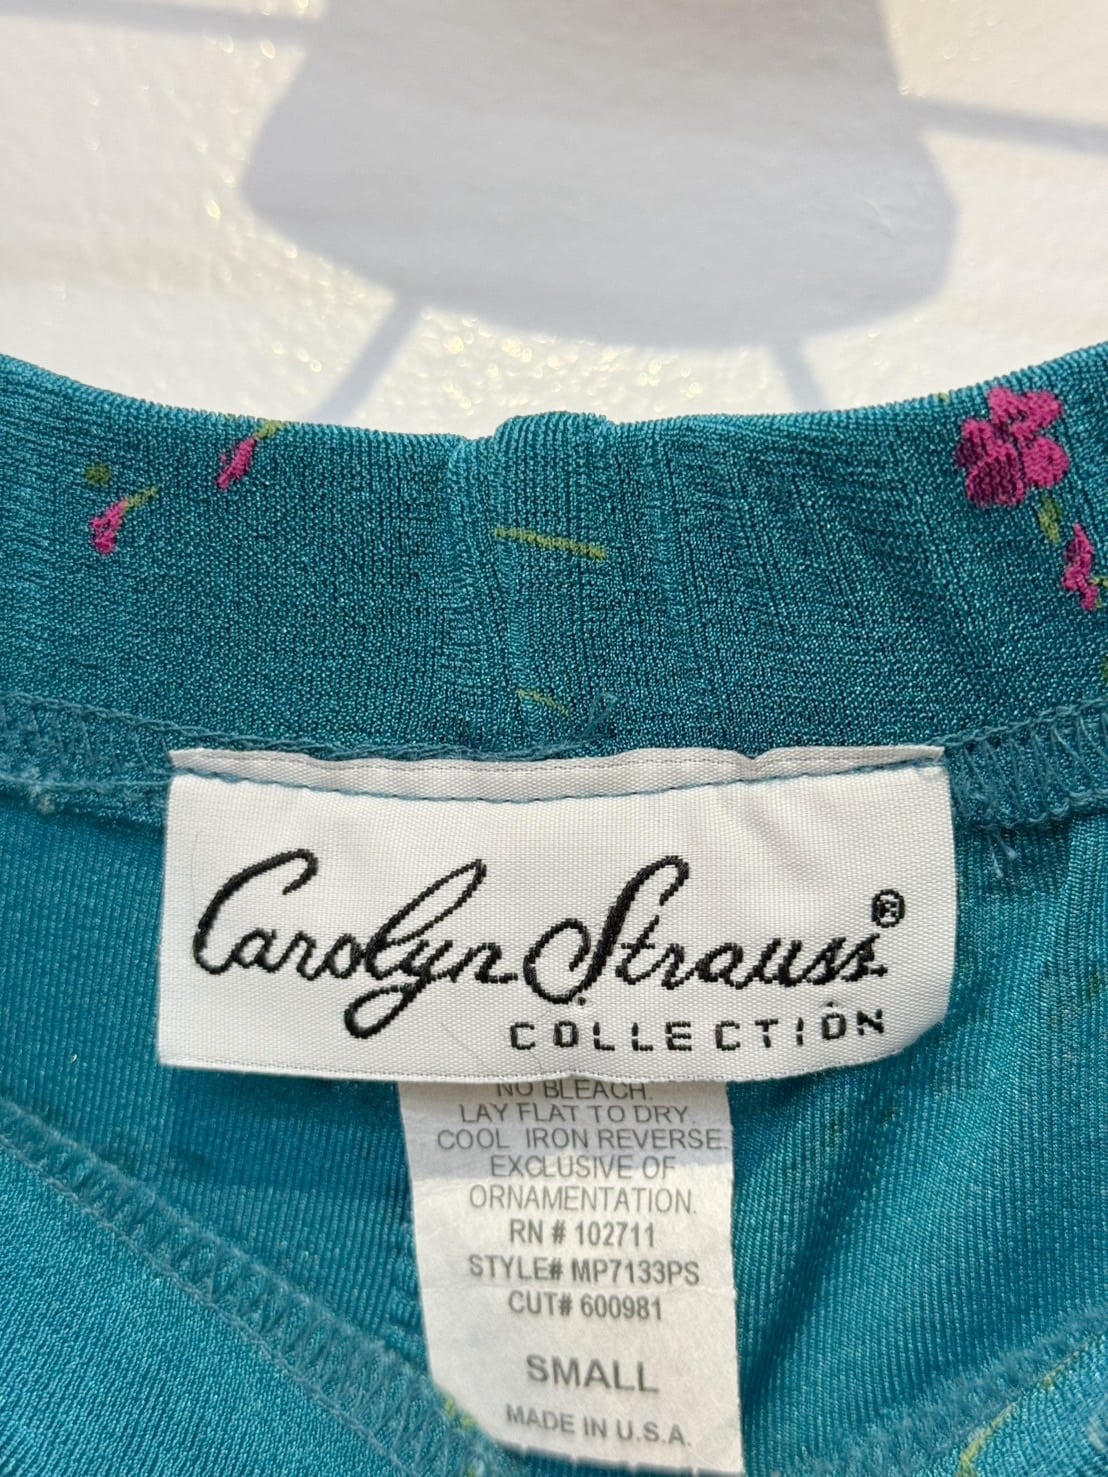 Carolyn Strauss®
COLLECTION
NO BLEACH.
LAY FLAT TO DRY.
COOL IRON REVERSE.
EXCLUSIVE OF
ORNAMENTATION.
RN # 102711
STYLE# MP7133PS
CUT# 600981
SMALL
MADE IN U.S.A.